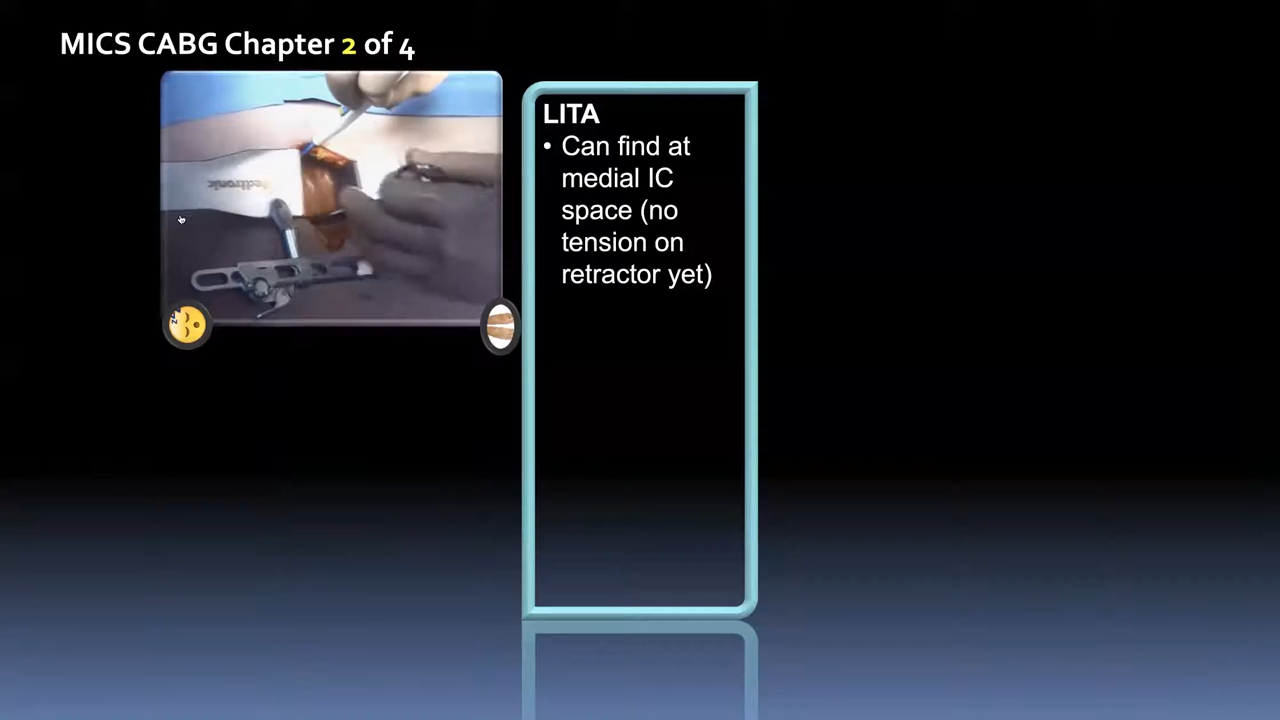 MICS CABG Chapter 2 of 4
LITA
• Can find at
medial IC
space (no
tension on
retractor yet)